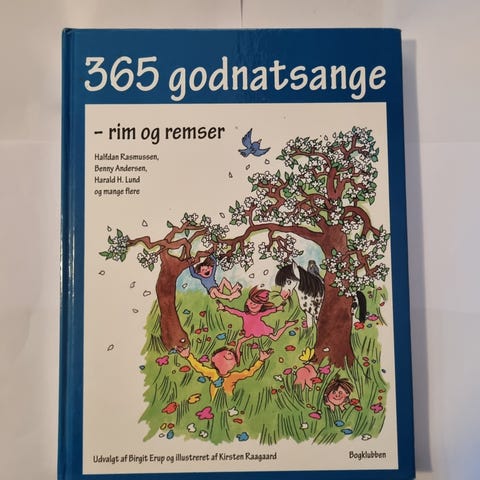 365 godnatsange
– rim og remser
Halfdan Rasmussen,
Benny Andersen,
Harald H. Lund
og mange flere
Udvalgt af Birgit Erup og illustreret af Kirsten Raagaard
Bogklubben